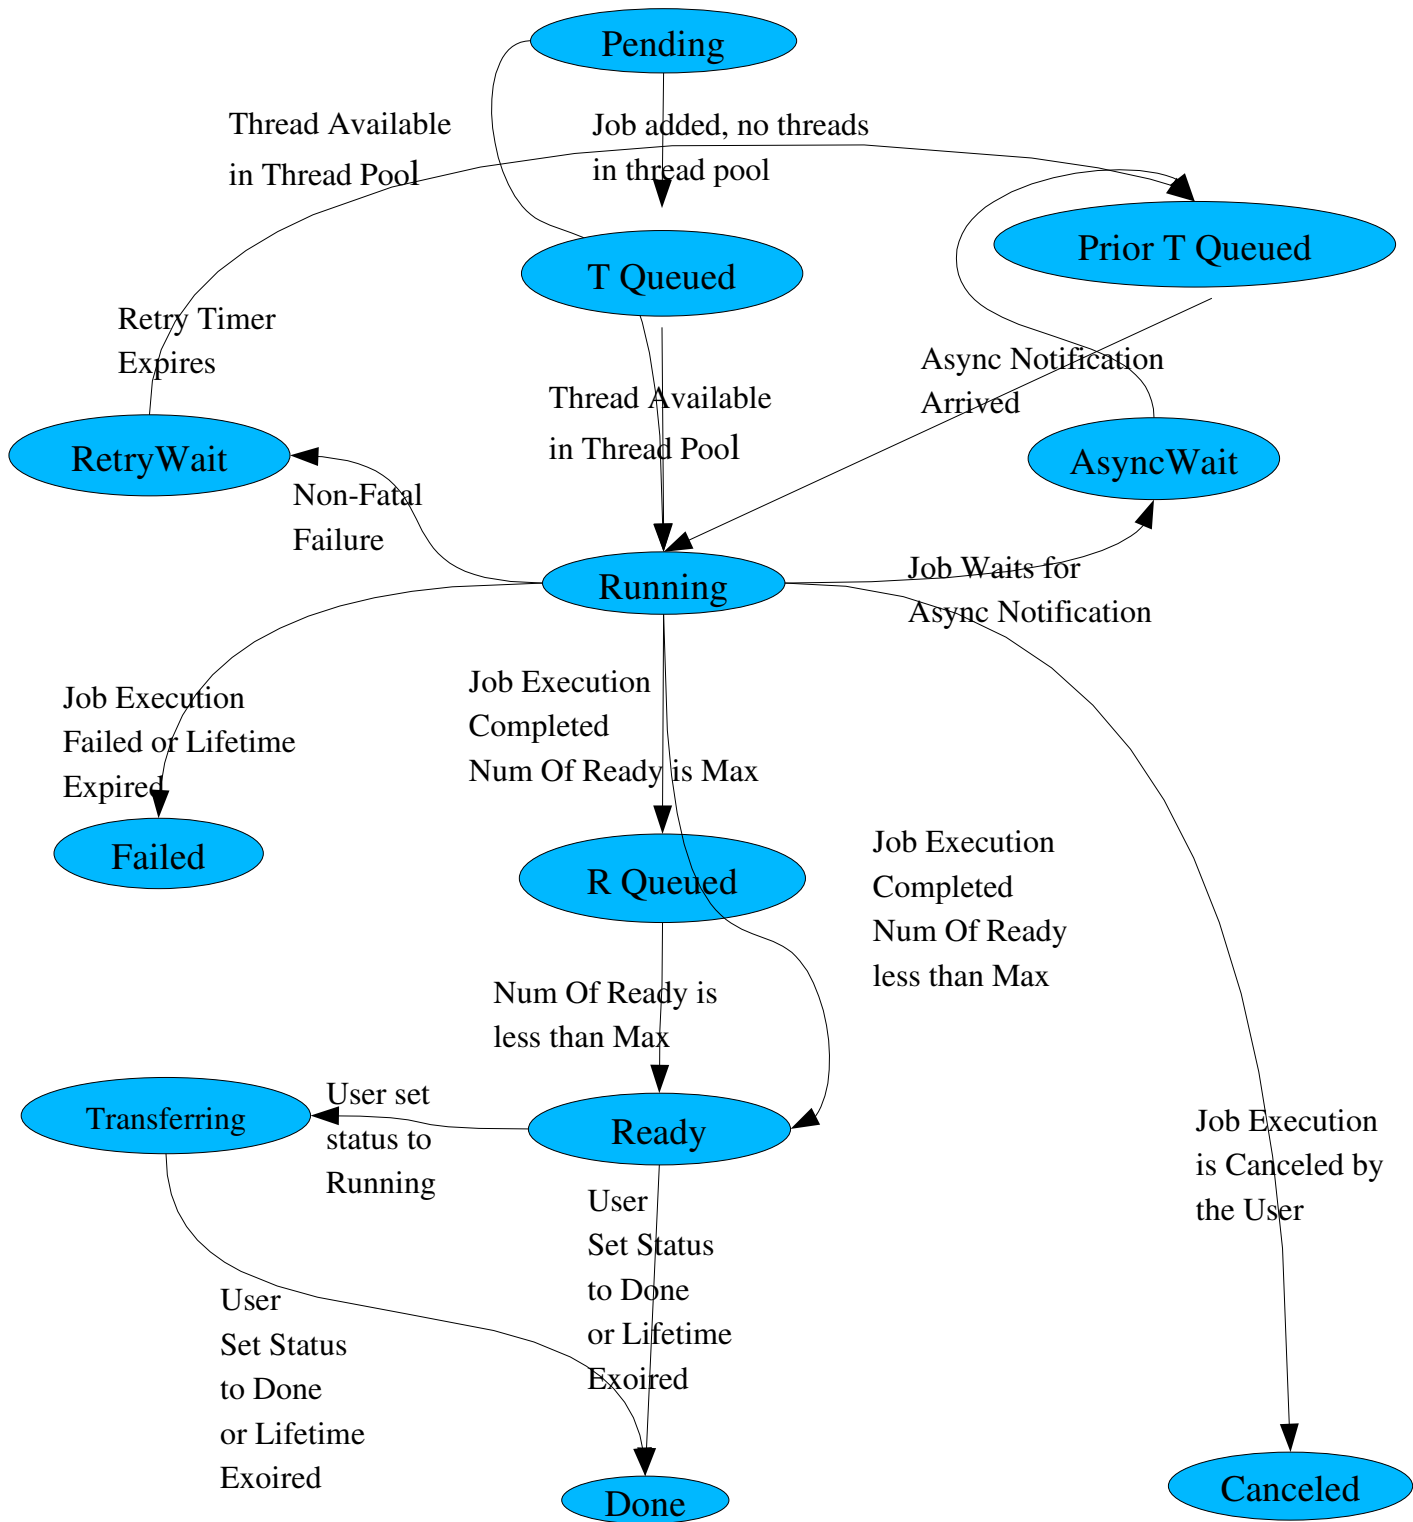 Pending
Thread Available
in Thread Pool
Job added, no threads
in thread pool
T Queued
Prior T Queued
Retry Timer
Expires
Thread Available
in Thread Pool
Async Notification
Arrived
RetryWait
AsyncWait
Non-Fatal
Failure
Running
Job Waits for
Async Notification
Job Execution
Failed or Lifetime
Expired
Job Execution
Completed
Num Of Ready is Max
Failed
R Queued
Job Execution
Completed
Num Of Ready
less than Max
Num Of Ready is
less than Max
Transferring
User set
status to
Running
Ready
Job Execution
is Canceled by
the User
User
Set Status
to Done
or Lifetime
Exoired
User
Set Status
to Done
or Lifetime
Exoired
Done
Canceled